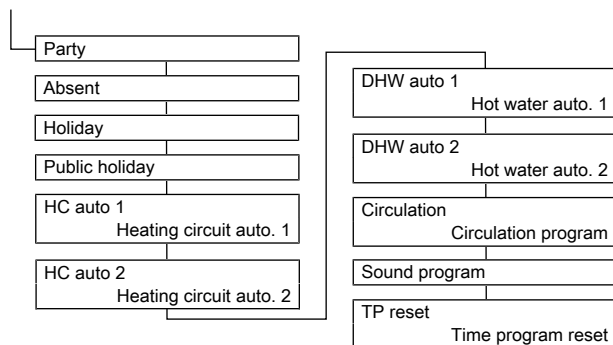 Party
Absent
Holiday
Public holiday
HC auto 1
Heating circuit auto. 1
HC auto 2
Heating circuit auto. 2
DHW auto 1
Hot water auto. 1
DHW auto 2
Hot water auto. 2
Circulation
Circulation program
Sound program
TP reset
Time program reset